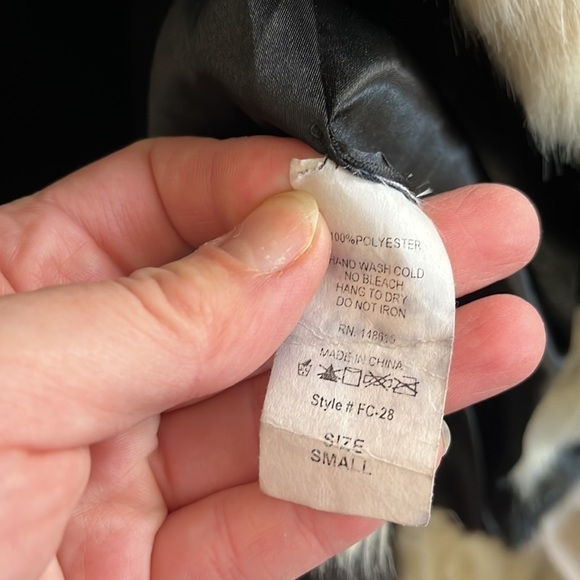 100%POLYESTER
HAND WASH COLD
NO BLEACH
HANG TO DRY
DO NOT IRON
RN.
MADE IN CHINA
Style # FC-28
SIZE
SMALL